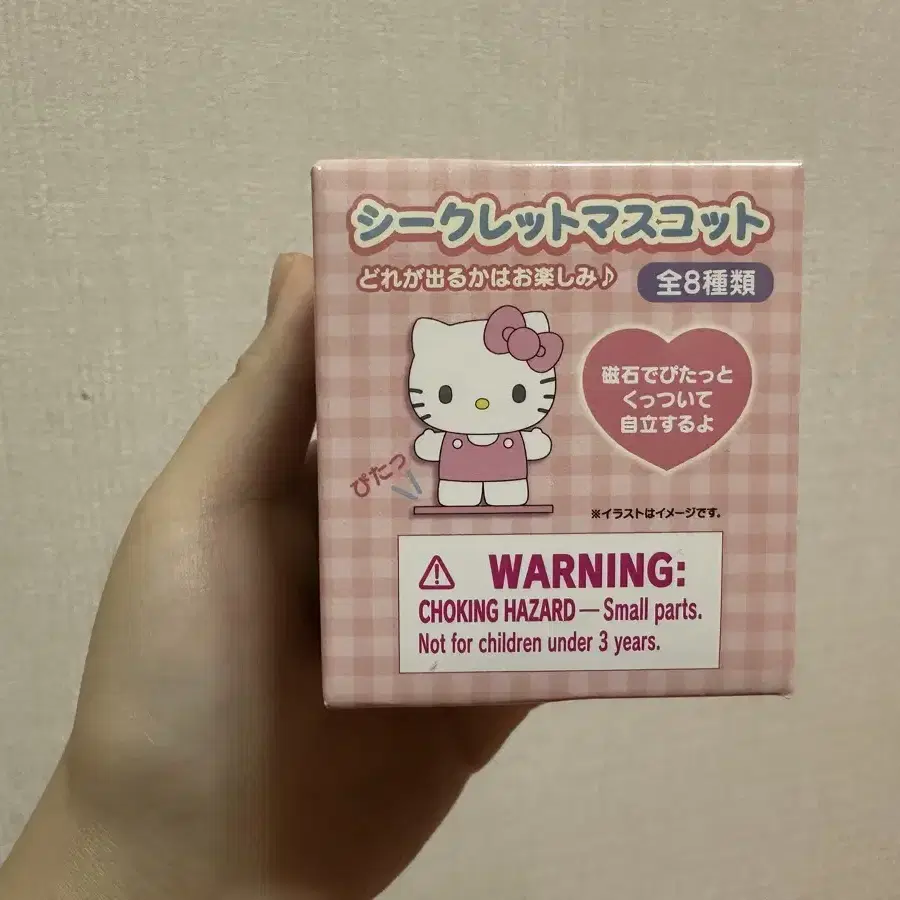 シークレットマスコット
どれが出るかはお楽しみ♪
全8種類
磁石でぴたっと
くっついて
自立するよ
ぴたっ
※イラストはイメージです。
WARNING:
CHOKING HAZARD — Small parts.
Not for children under 3 years.